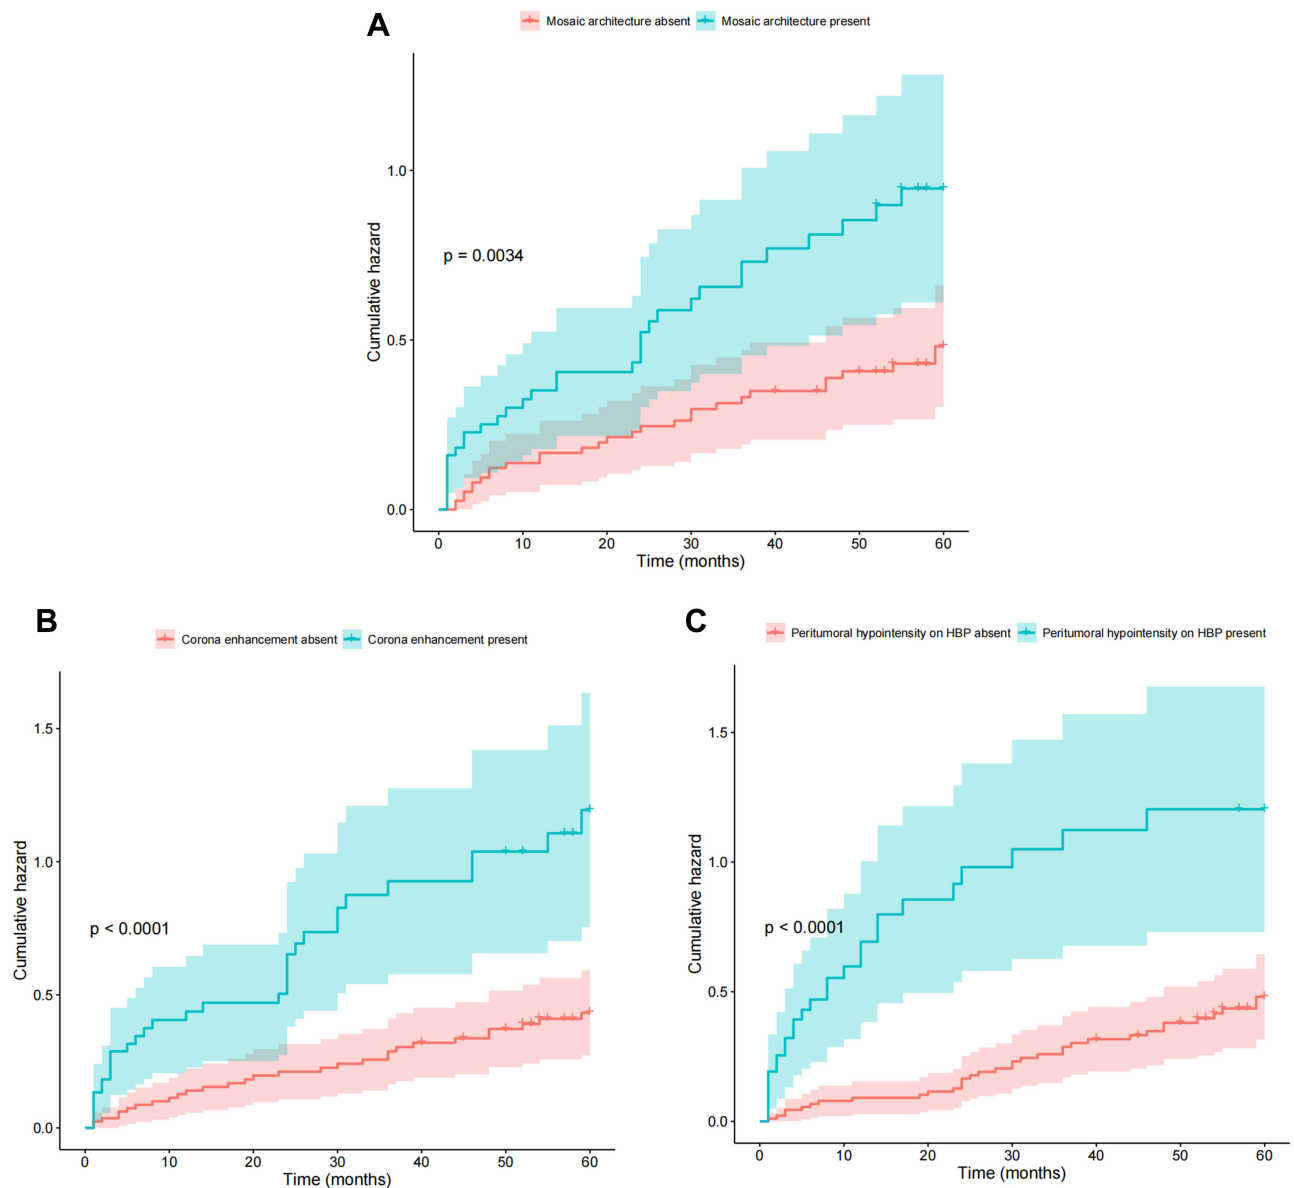 A
Mosaic architecture absent Mosaic architecture present
Cumulative hazard
1.0
0.5
0.0
p = 0.0034
0 10 20 30 40 50 60
Time (months)
B
Corona enhancement absent Corona enhancement present
Cumulative hazard
1.5
1.0
0.5
0.0
p < 0.0001
0 10 20 30 40 50 60
Time (months)
C
Peritumoral hypointensity on HBP absent Peritumoral hypointensity on HBP present
Cumulative hazard
1.5
1.0
0.5
0.0
p < 0.0001
0 10 20 30 40 50 60
Time (months)